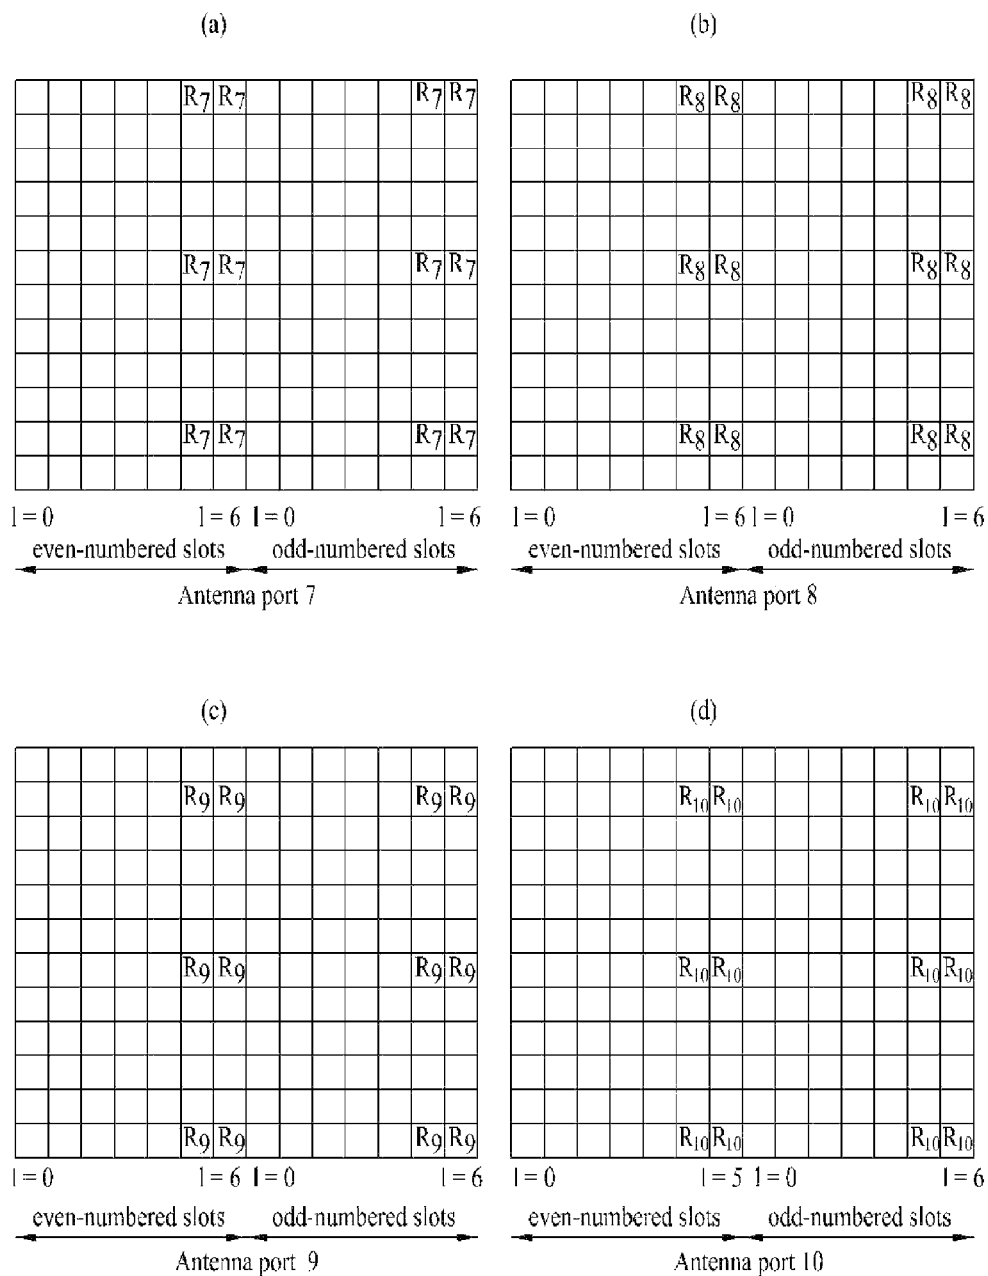 (a) (b)
R7 R7 R7 R7 R8 R8 R8 R8
R7 R7 R7 R7 R8 R8 R8 R8
R7 R7 R7 R7 R8 R8 R8 R8
l = 0 l = 6 l = 0 l = 6 l = 0 l = 6 l = 0 l = 6
even-numbered slots odd-numbered slots even-numbered slots odd-numbered slots
Antenna port 7 Antenna port 8
(c) (d)
R9 R9 R9 R9 R10 R10 R10 R10
R9 R9 R9 R9 R10 R10 R10 R10
R9 R9 R9 R9 R10 R10 R10 R10
l = 0 l = 6 l = 0 l = 6 l = 0 l = 5 l = 0 l = 6
even-numbered slots odd-numbered slots even-numbered slots odd-numbered slots
Antenna port 9 Antenna port 10